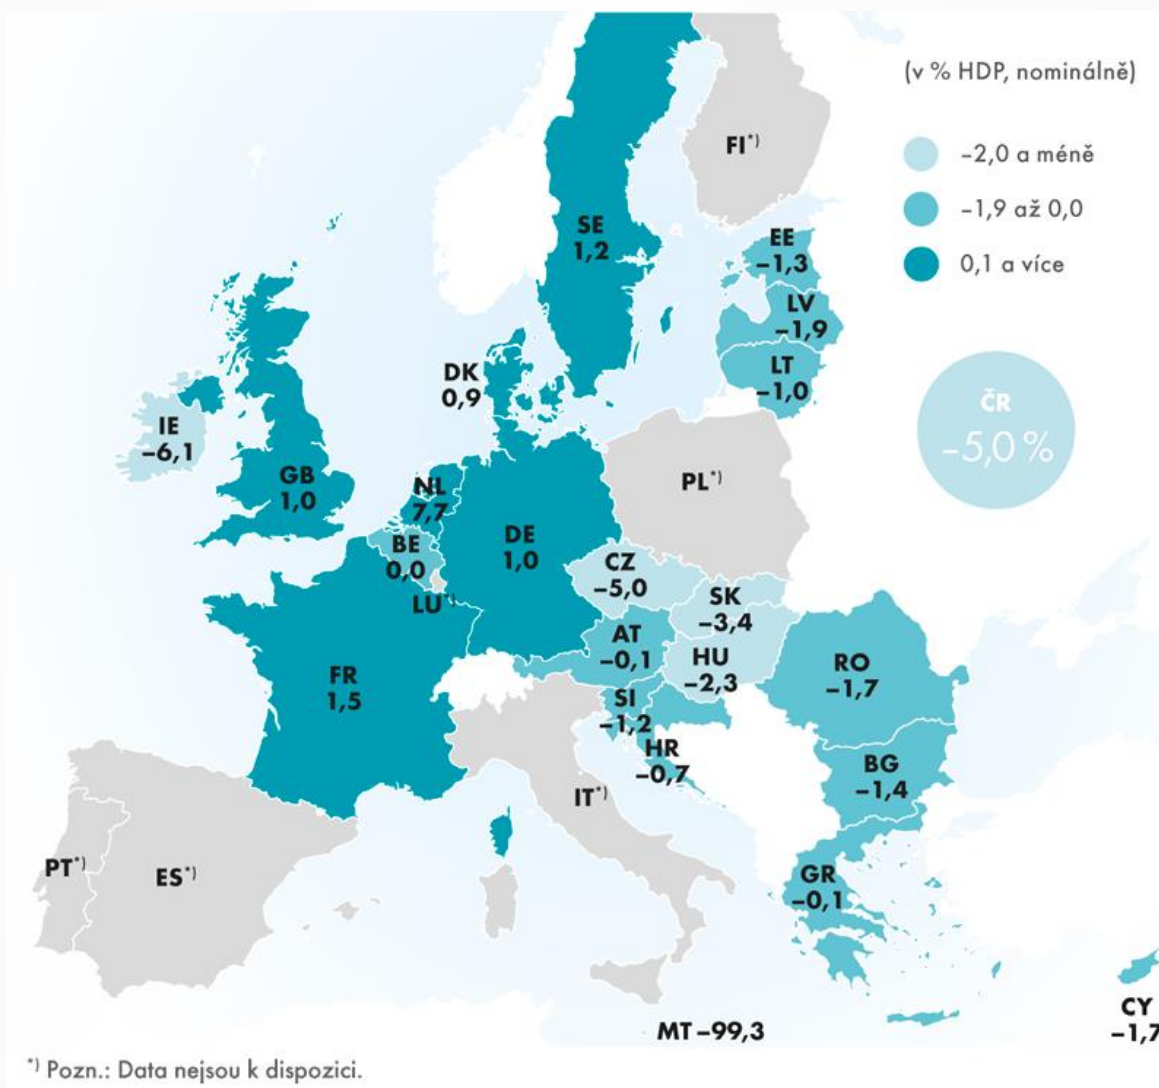 (v % HDP, nominálně)
–2,0 a méně
–1,9 až 0,0
0,1 a více
ČR
–5,0 %
FI*)
SE
1,2
EE
–1,3
LV
–1,9
LT
–1,0
DK
0,9
IE
–6,1
GB
1,0
NL
7,7
BE
0,0
LU*)
DE
1,0
PL*)
CZ
–5,0
SK
–3,4
AT
–0,1
HU
–2,3
RO
–1,7
FR
1,5
SI
–1,2
HR
–0,7
BG
–1,4
IT*)
PT*)
ES*)
GR
–0,1
CY
–1,7
MT –99,3
*) Pozn.: Data nejsou k dispozici.